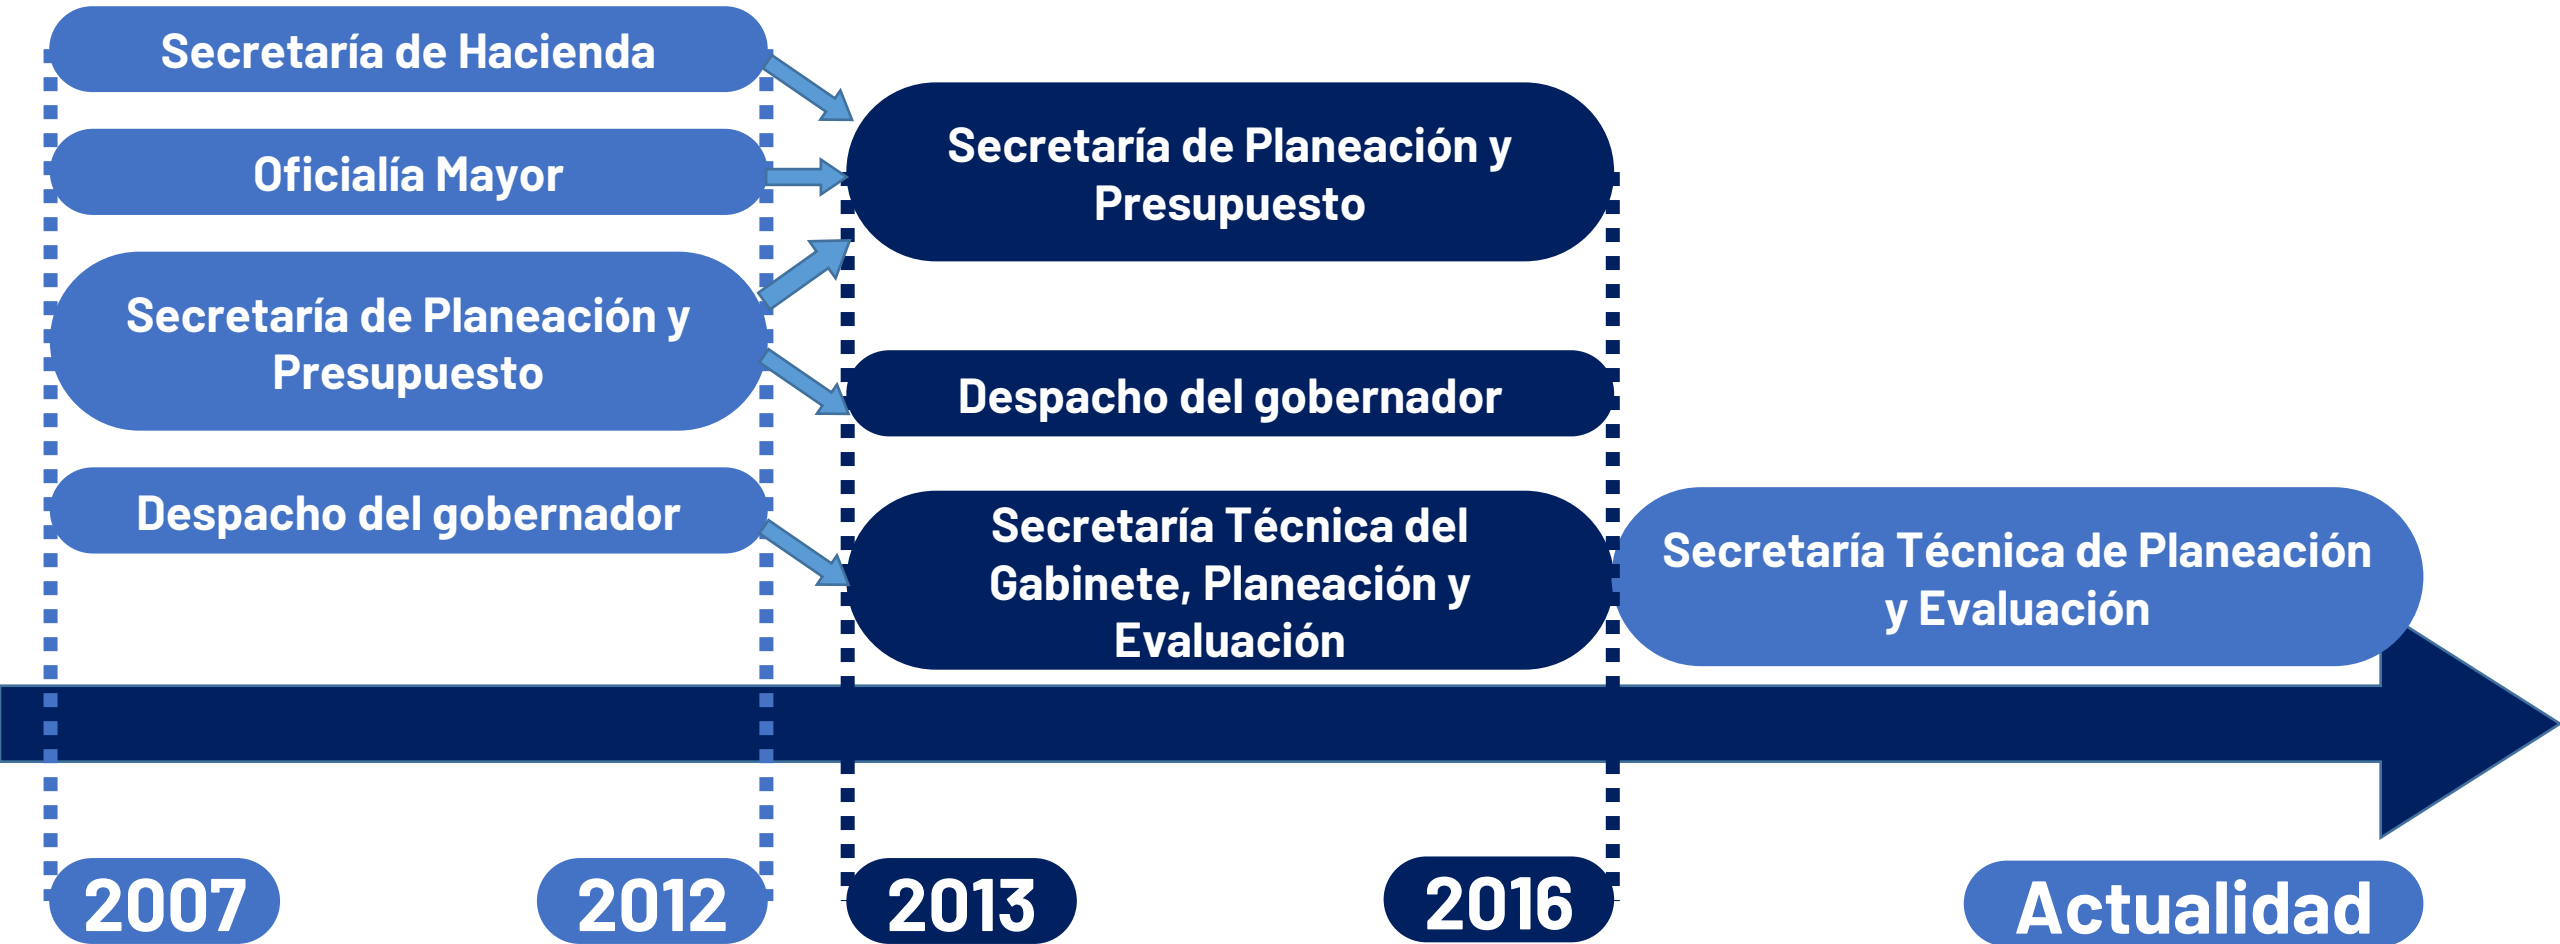 Secretaría de Hacienda
Oficialía Mayor
Secretaría de Planeación y
Presupuesto
Despacho del gobernador
Secretaría de Planeación y
Presupuesto
Despacho del gobernador
Secretaría Técnica del
Gabinete, Planeación y
Evaluación
Secretaría Técnica de Planeación
y Evaluación
2007
2012
2013
2016
Actualidad